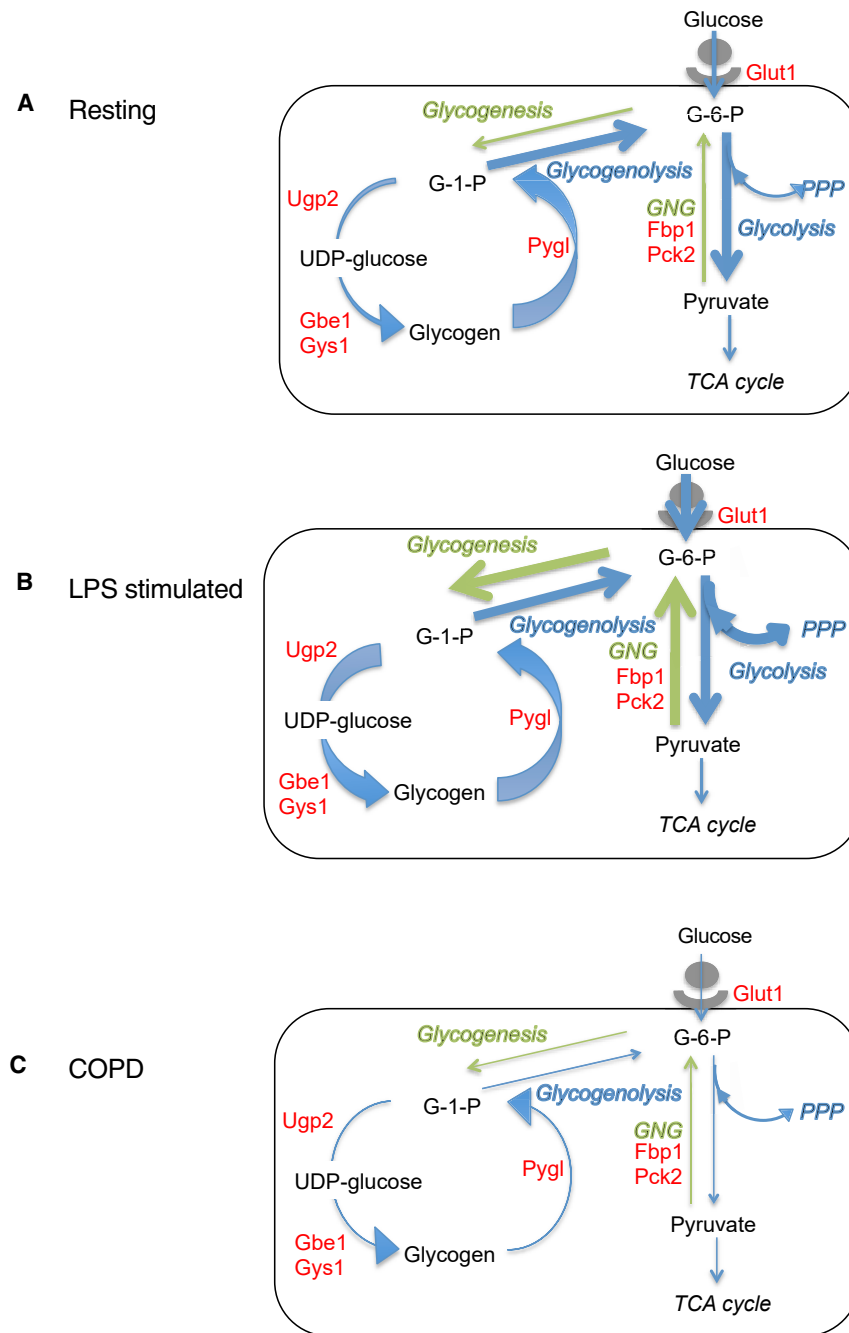 Glucose
Glut1
A Resting
G-6-P
Glycogenesis
Glycogenolysis
G-1-P
PPP
Ugp2
GNG
Fbp1
Glycolysis
Pygl
Pck2
UDP-glucose
Pyruvate
Gbe1
Glycogen
Gys1
TCA cycle
Glucose
Glut1
Glycogenesis
G-6-P
B LPS stimulated
Glycogenolysis
PPP
G-1-P
Ugp2
GNG
Fbp1
Glycolysis
Pck2
UDP-glucose
Pygl
Pyruvate
Gbe1
Glycogen
Gys1
TCA cycle
Glucose
Glut1
Glycogenesis
G-6-P
C COPD
Glycogenolysis
G-1-P
PPP
Ugp2
GNG
Fbp1
Pygl
Pck2
UDP-glucose
Pyruvate
Gbe1
Glycogen
Gys1
TCA cycle